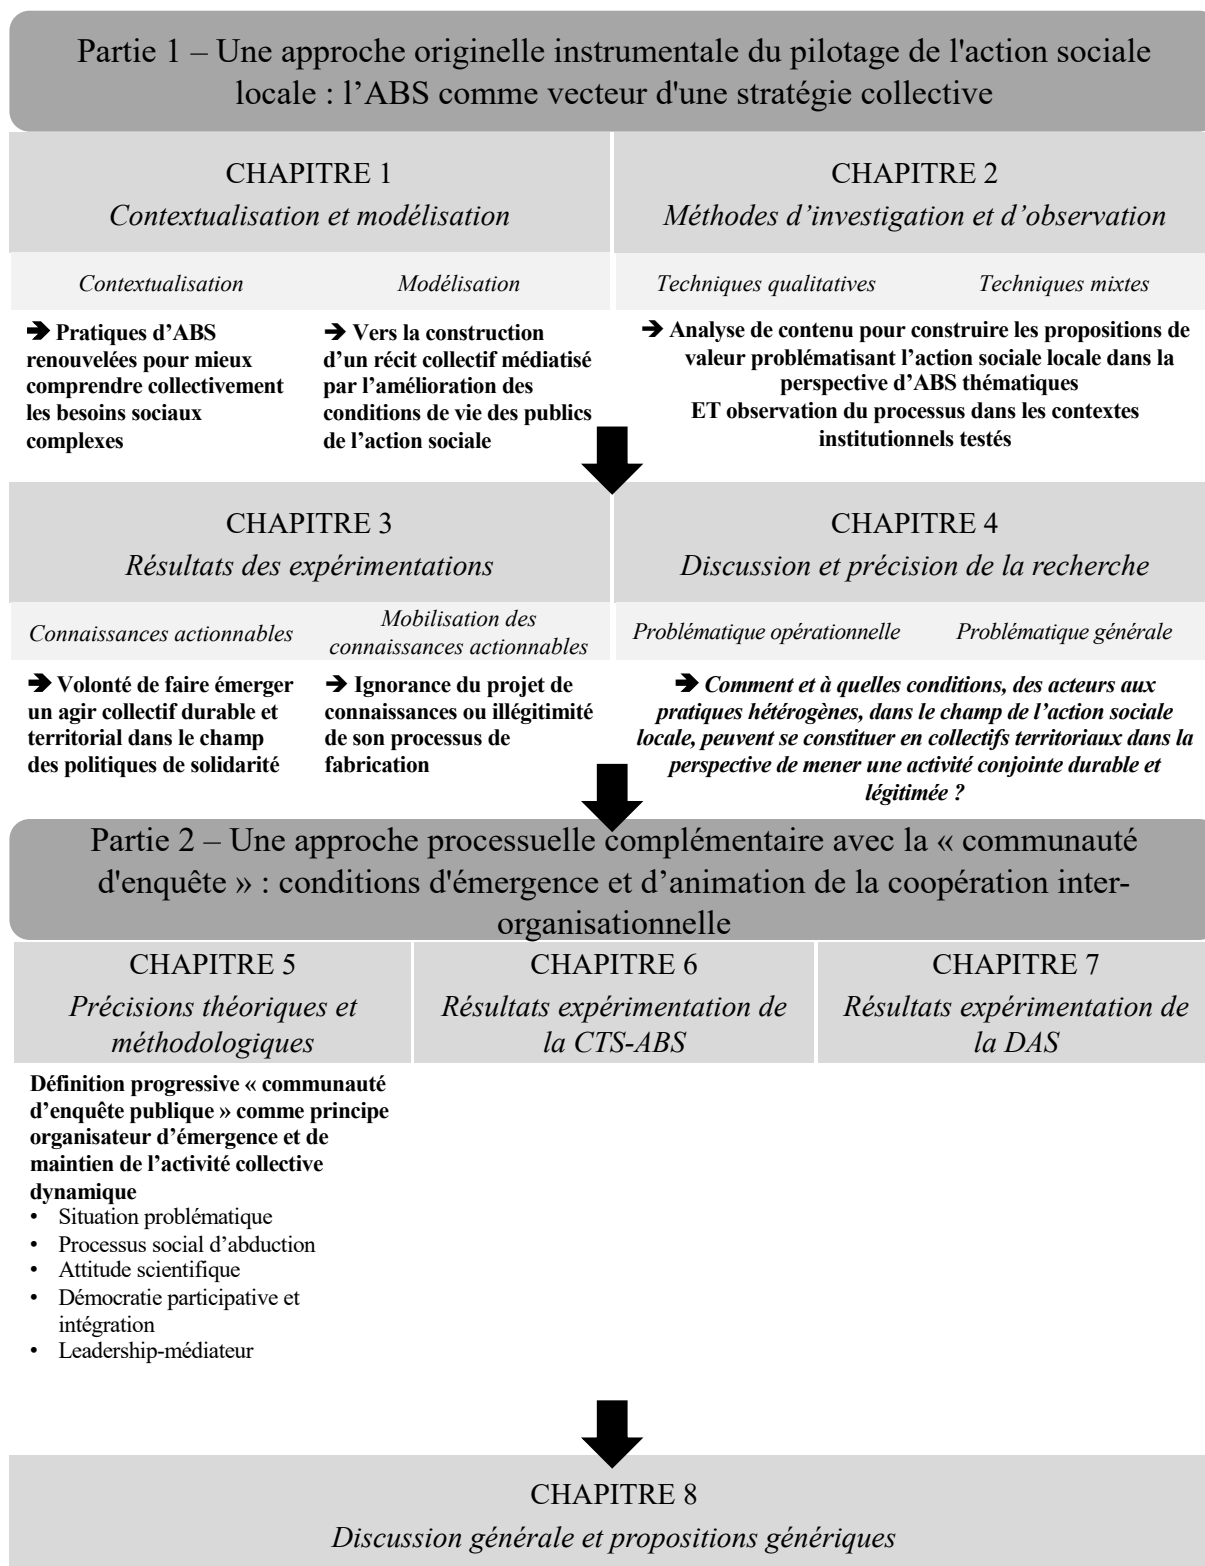 Partie 1 – Une approche originelle instrumentale du pilotage de l'action sociale
locale : l’ABS comme vecteur d'une stratégie collective
CHAPITRE 1
Contextualisation et modélisation
CHAPITRE 2
Méthodes d’investigation et d’observation
Contextualisation
Modélisation
Techniques qualitatives
Techniques mixtes
➔ Pratiques d’ABS
renouvelées pour mieux
comprendre collectivement
les besoins sociaux
complexes
➔ Vers la construction
d’un récit collectif médiatisé
par l’amélioration des
conditions de vie des publics
de l’action sociale
➔ Analyse de contenu pour construire les propositions de
valeur problématisant l’action sociale locale dans la
perspective d’ABS thématiques
ET observation du processus dans les contextes
institutionnels testés
CHAPITRE 3
Résultats des expérimentations
CHAPITRE 4
Discussion et précision de la recherche
Connaissances actionnables
Mobilisation des
connaissances actionnables
Problématique opérationnelle
Problématique générale
➔ Volonté de faire émerger
un agir collectif durable et
territorial dans le champ
des politiques de solidarité
➔ Ignorance du projet de
connaissances ou illégitimité
de son processus de
fabrication
➔ Comment et à quelles conditions, des acteurs aux
pratiques hétérogènes, dans le champ de l’action sociale
locale, peuvent se constituer en collectifs territoriaux dans la
perspective de mener une activité conjointe durable et
légitimée ?
Partie 2 – Une approche processuelle complémentaire avec la « communauté
d'enquête » : conditions d'émergence et d’animation de la coopération inter-
organisationnelle
CHAPITRE 5
Précisions théoriques et
méthodologiques
CHAPITRE 6
Résultats expérimentation de
la CTS-ABS
CHAPITRE 7
Résultats expérimentation de
la DAS
Définition progressive « communauté
d’enquête publique » comme principe
organisateur d’émergence et de
maintien de l’activité collective
dynamique
• Situation problématique
• Processus social d’abduction
• Attitude scientifique
• Démocratie participative et
intégration
• Leadership-médiateur
CHAPITRE 8
Discussion générale et propositions génériques